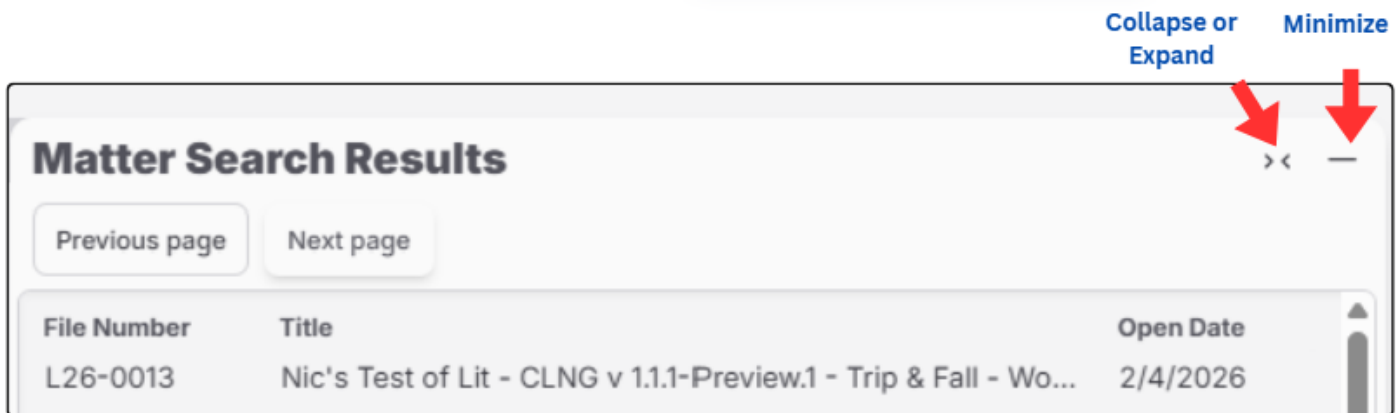 Collapse or
Expand
Minimize
Matter Search Results
Previous page
Next page
File Number Title Open Date
L26-0013 Nic's Test of Lit - CLNG v 1.1.1-Preview.1 - Trip & Fall - Wo... 2/4/2026